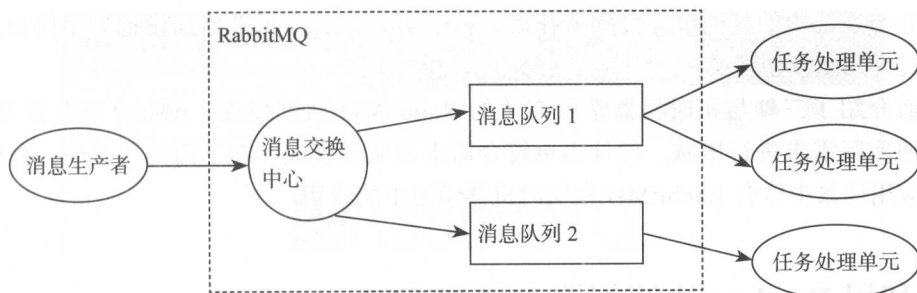 RabbitMQ
任务处理单元
消息队列 1
消息生产者
消息交换
中心
任务处理单元
消息队列 2
任务处理单元